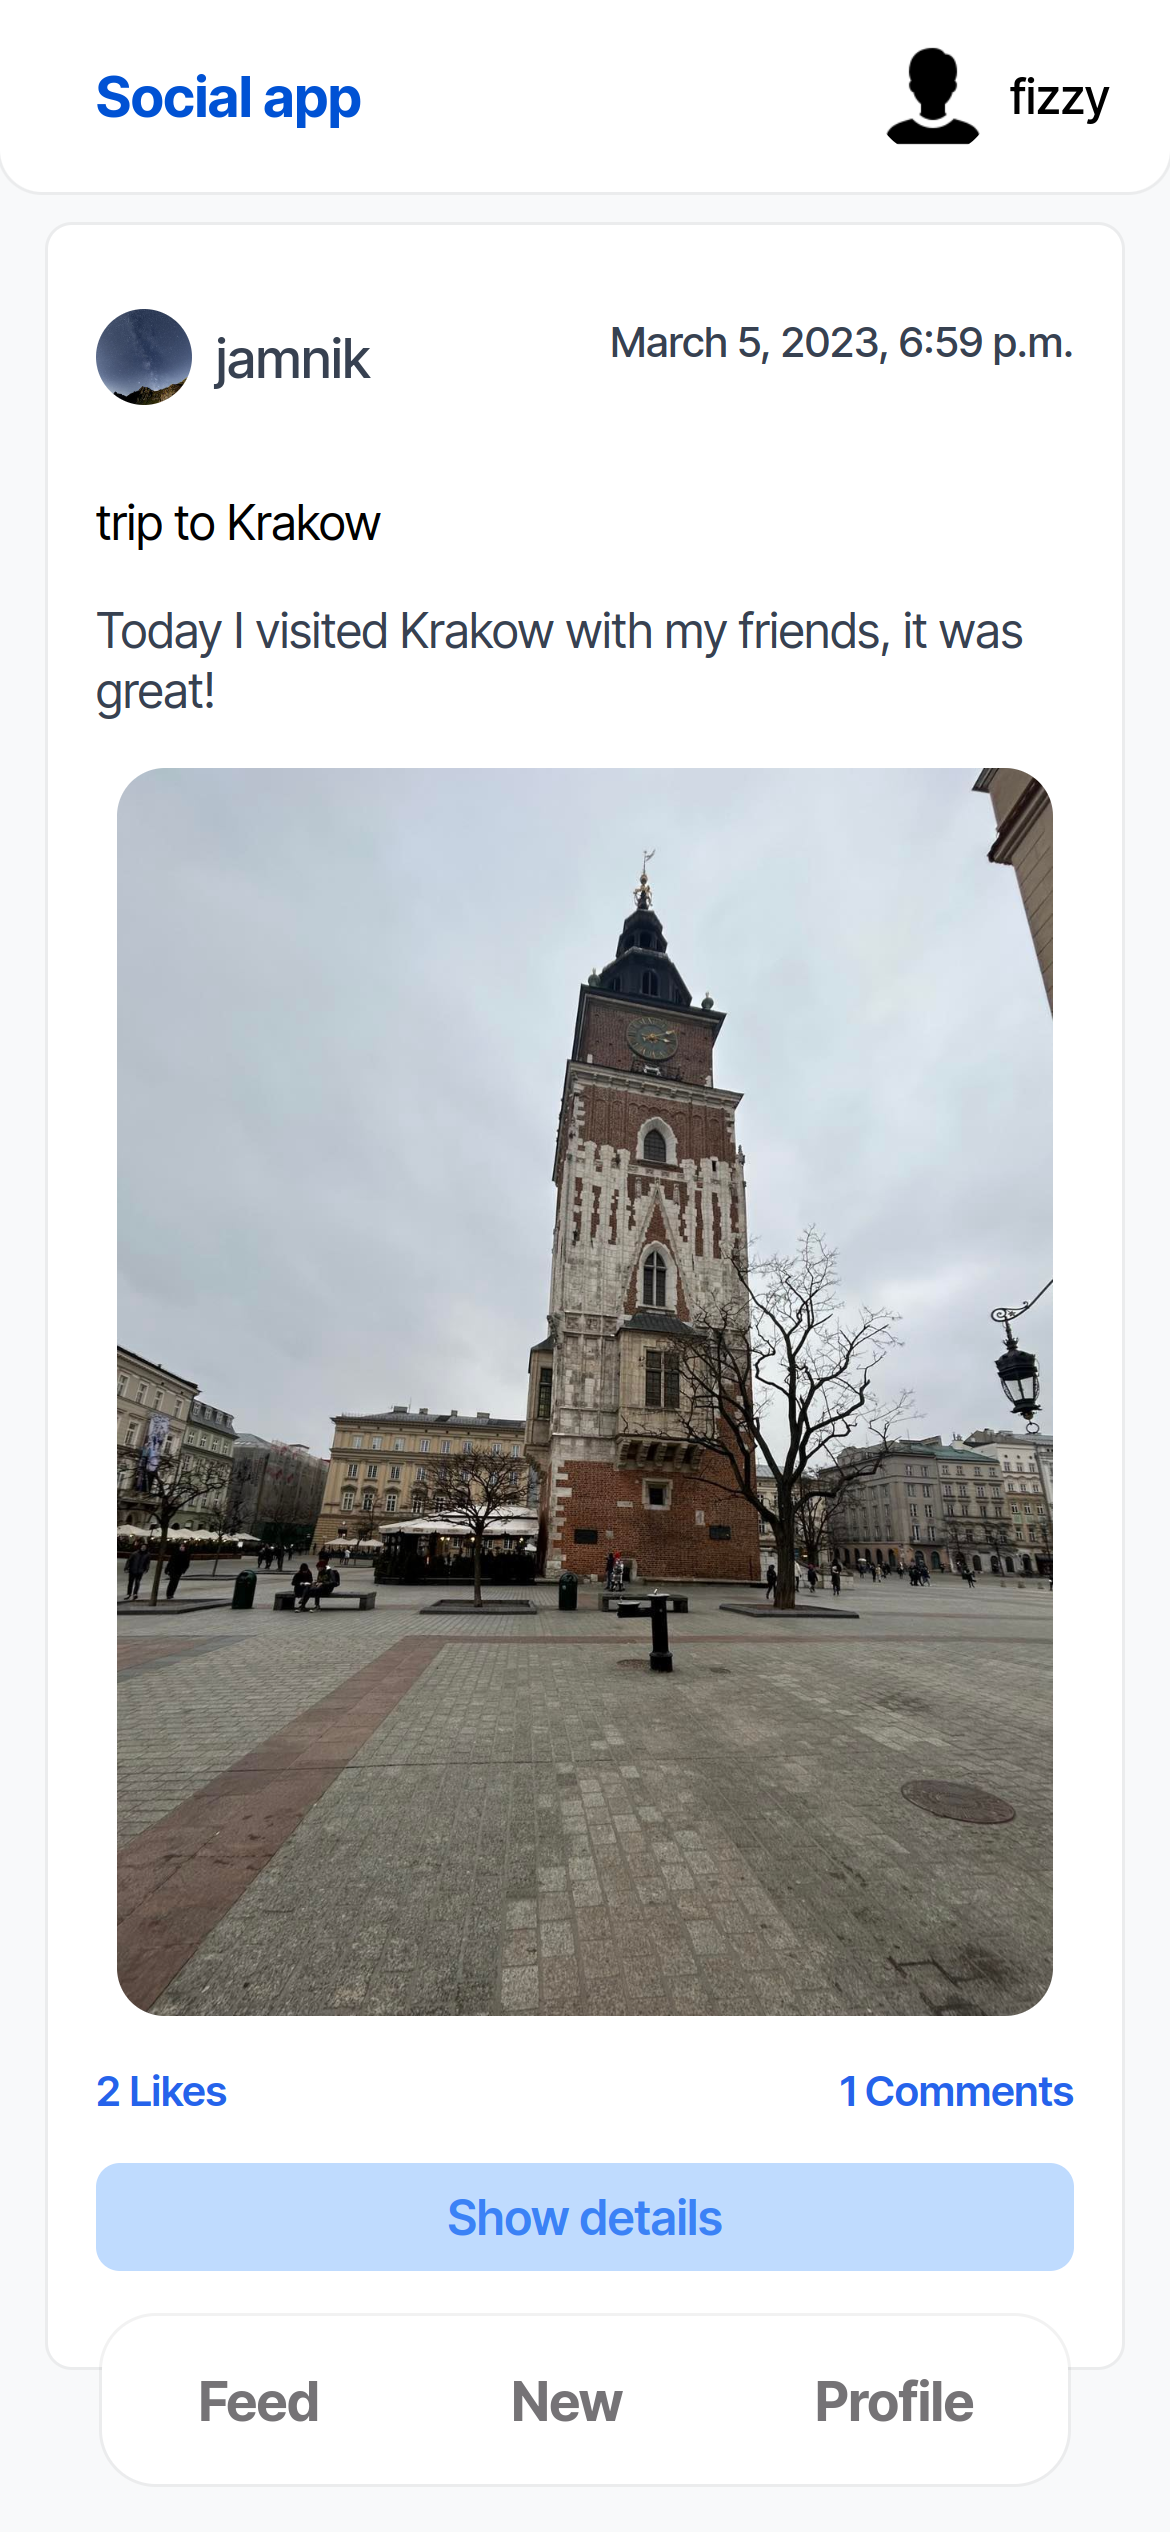 Social app
fizzy
jamnik
March 5, 2023, 6:59 p.m.
trip to Krakow
Today I visited Krakow with my friends, it was
great!
2 Likes
1 Comments
Show details
Feed
New
Profile